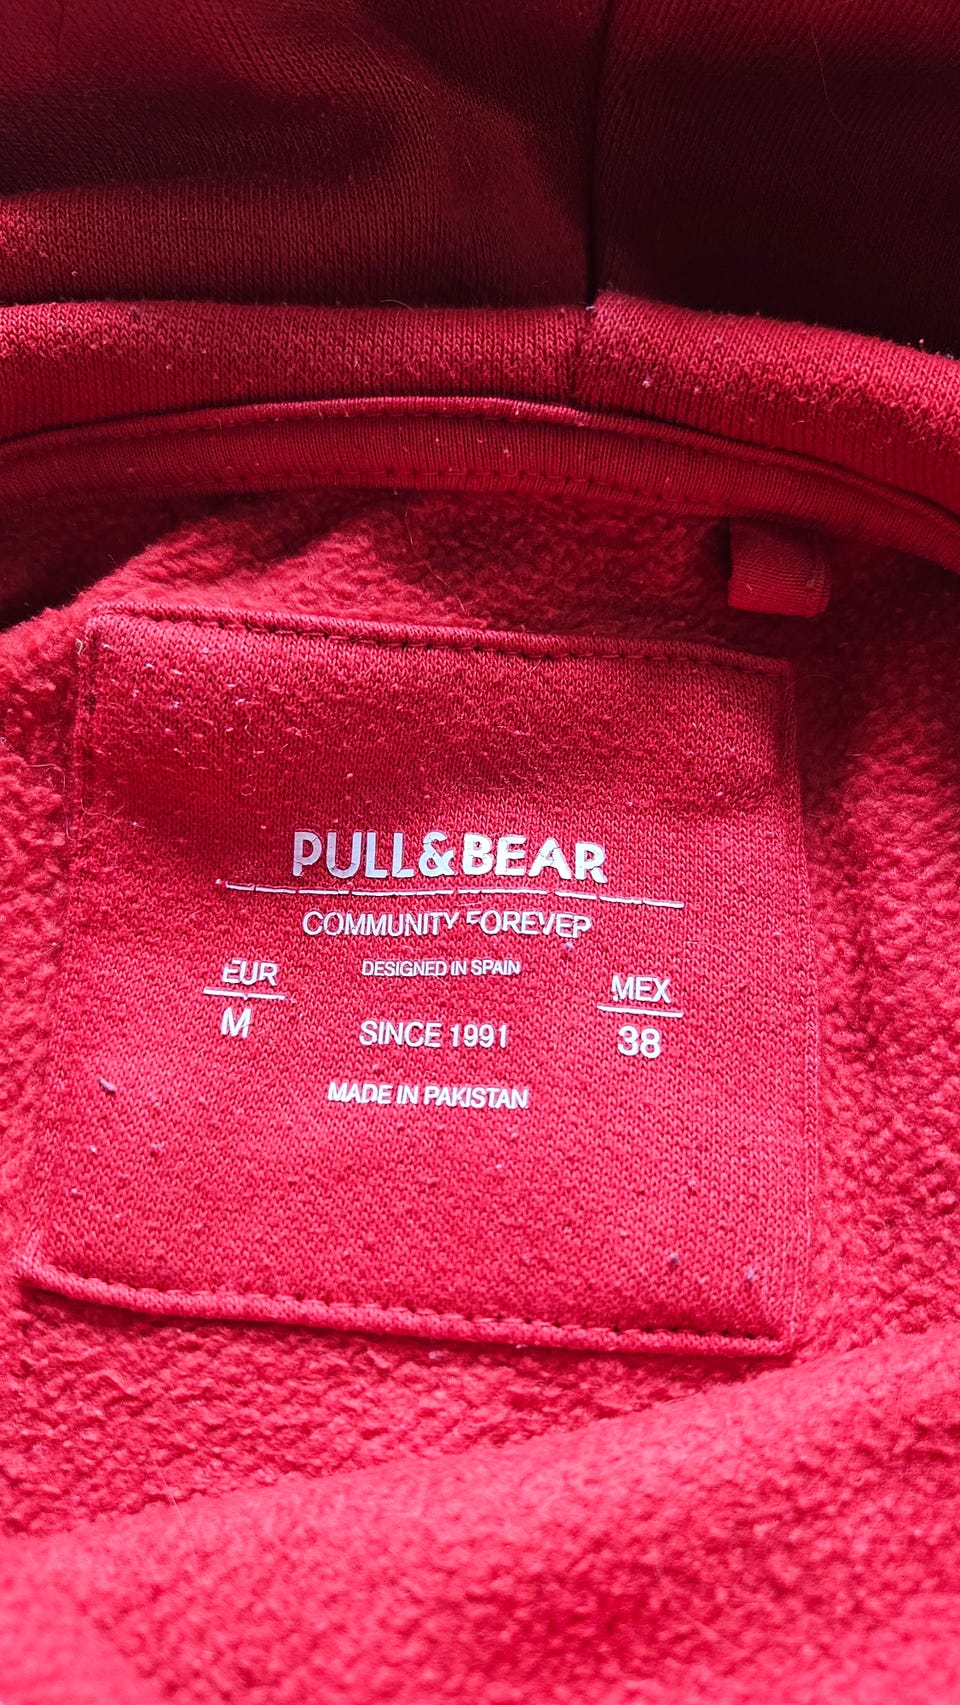 PULL&BEAR
COMMUNITY FOREVER
DESIGNED IN SPAIN
EUR
M
SINCE 1991
MEX
38
MADE IN PAKISTAN